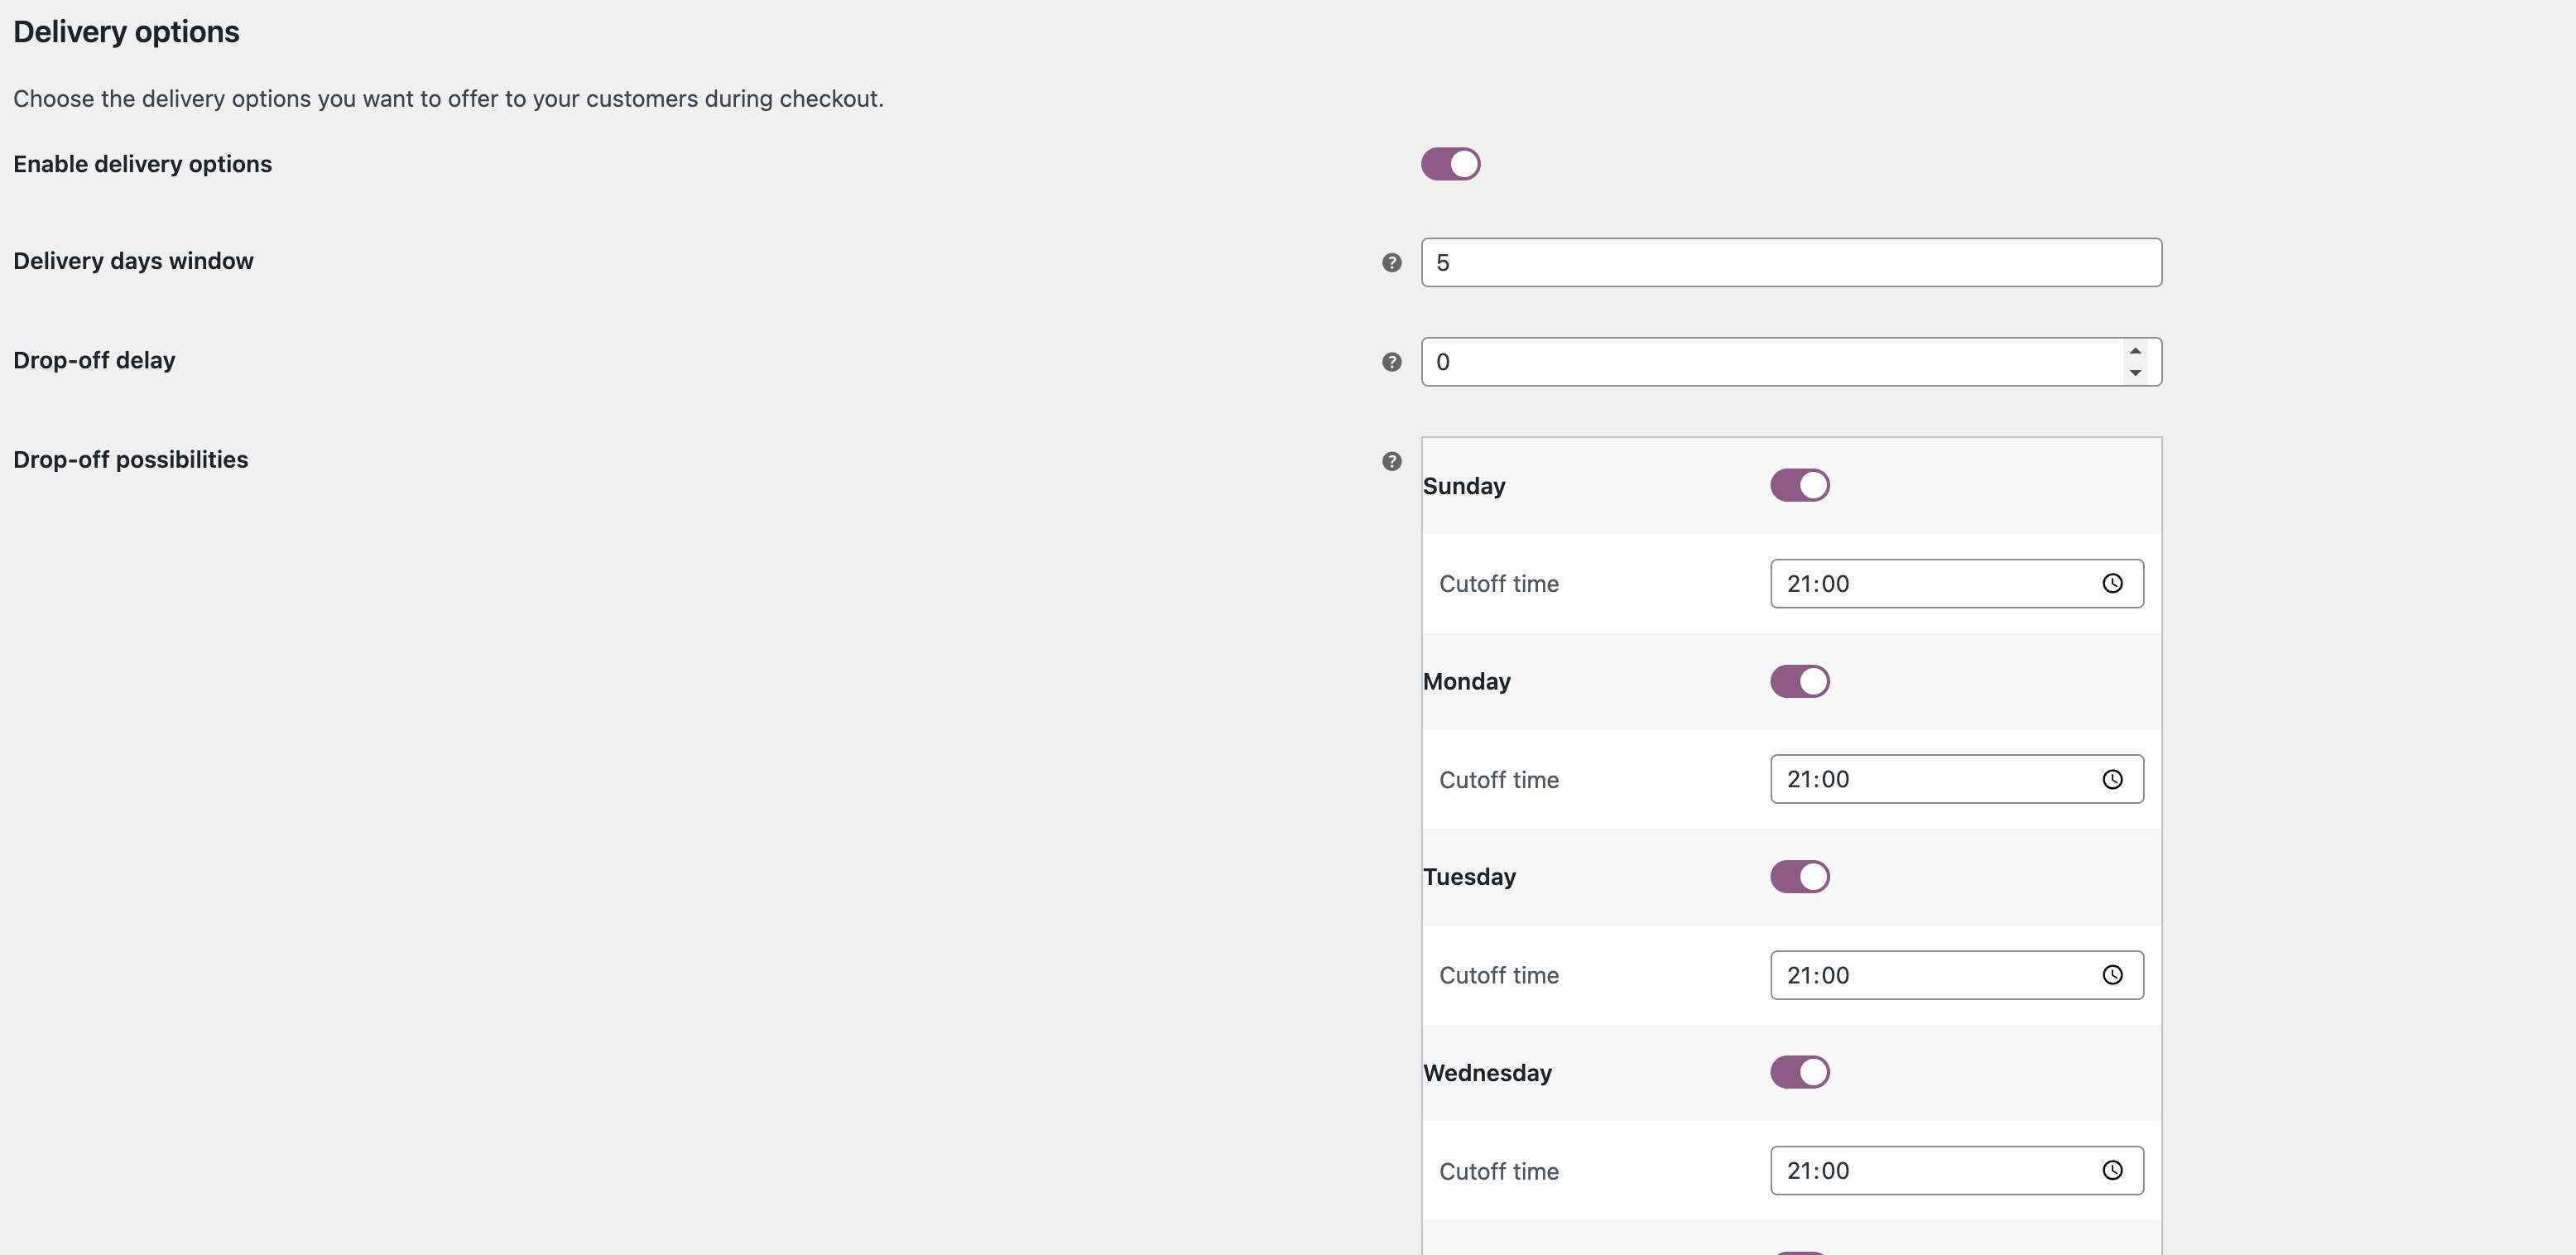 Delivery options
Choose the delivery options you want to offer to your customers during checkout.
Enable delivery options
Delivery days window
?
5
Drop-off delay
?
0
Drop-off possibilities
?
Sunday
Cutoff time
21:00
Monday
Cutoff time
21:00
Tuesday
Cutoff time
21:00
Wednesday
Cutoff time
21:00